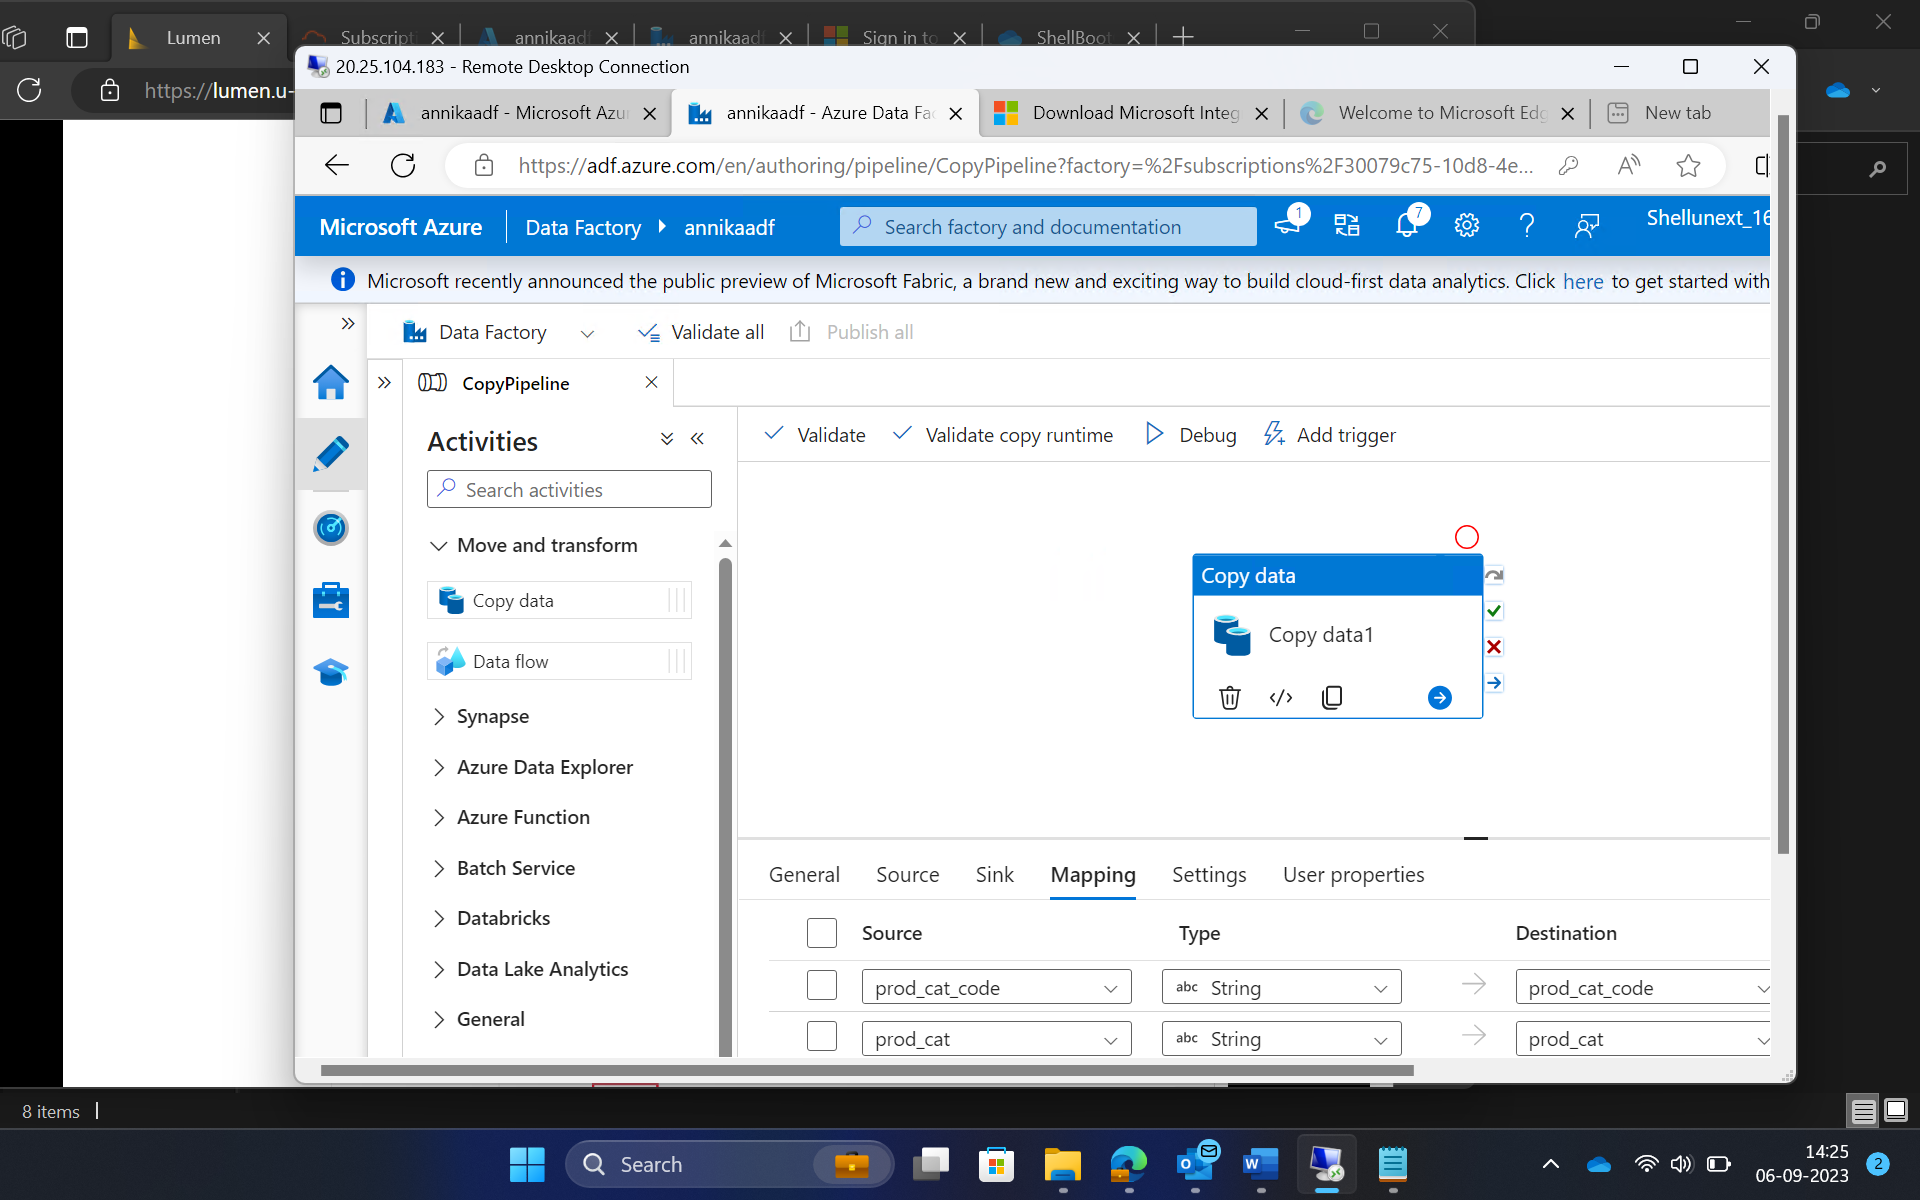 Lumen
Subscripti
annikaadf
annikaadf
Sign in to
ShellBoot
https://lumen.u-
20.25.104.183 - Remote Desktop Connection
annikaadf - Microsoft Azur
annikaadf - Azure Data Fac
Download Microsoft Integ
Welcome to Microsoft Edg
New tab
https://adf.azure.com/en/authoring/pipeline/CopyPipeline?factory=%2Fsubscriptions%2F30079c75-10d8-4e...
Microsoft Azure
Data Factory
annikaadf
Search factory and documentation
1
7
Shellunext_16
Microsoft recently announced the public preview of Microsoft Fabric, a brand new and exciting way to build cloud-first data analytics. Click here to get started with
Data Factory
Validate all
Publish all
CopyPipeline
Activities
Search activities
Move and transform
Copy data
Data flow
Synapse
Azure Data Explorer
Azure Function
Batch Service
Databricks
Data Lake Analytics
General
Validate
Validate copy runtime
Debug
Add trigger
Copy data
Copy data1
General
Source
Sink
Mapping
Settings
User properties
Source
Type
Destination
prod_cat_code
abc String
prod_cat_code
prod_cat
abc String
prod_cat
8 items
Search
14:25
06-09-2023
2